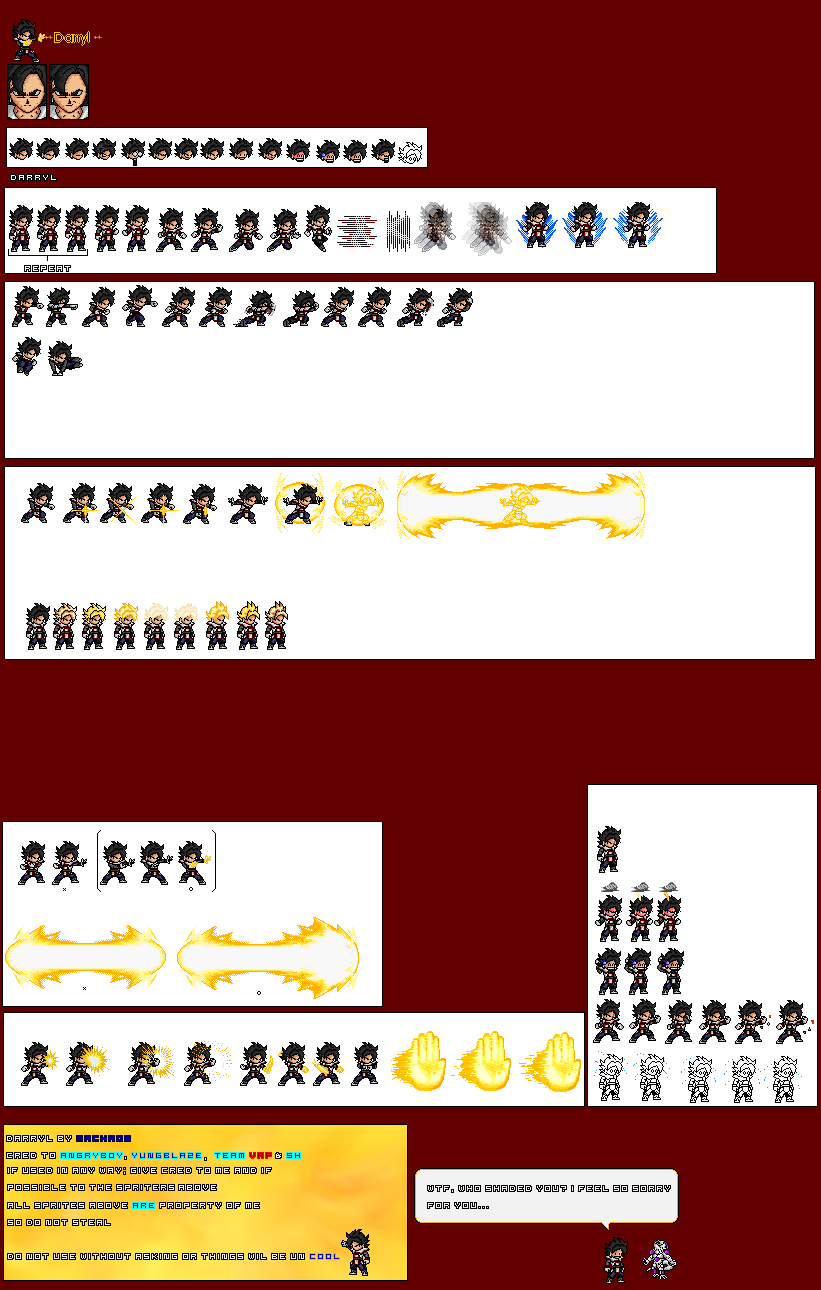 Darryl
DARRYL
REPEAT
DARRYL BY
CRED TO ANGRYBOY, YUNGBLAZE, TEAM VAF & SH
IF USED IN ANY WAY; GIVE CRED TO ME AND IF
POSSIBLE TO THE SPRITERS ABOVE
ALL SPRITES ABOVE ARE PROPERTY OF ME
SO DO NOT STEAL
DO NOT USE WITHOUT ASKING OR THINGS WIL BE UN COOL
WTF, WHO SHADED YOU? I FEEL SO SORRY
FOR YOU...